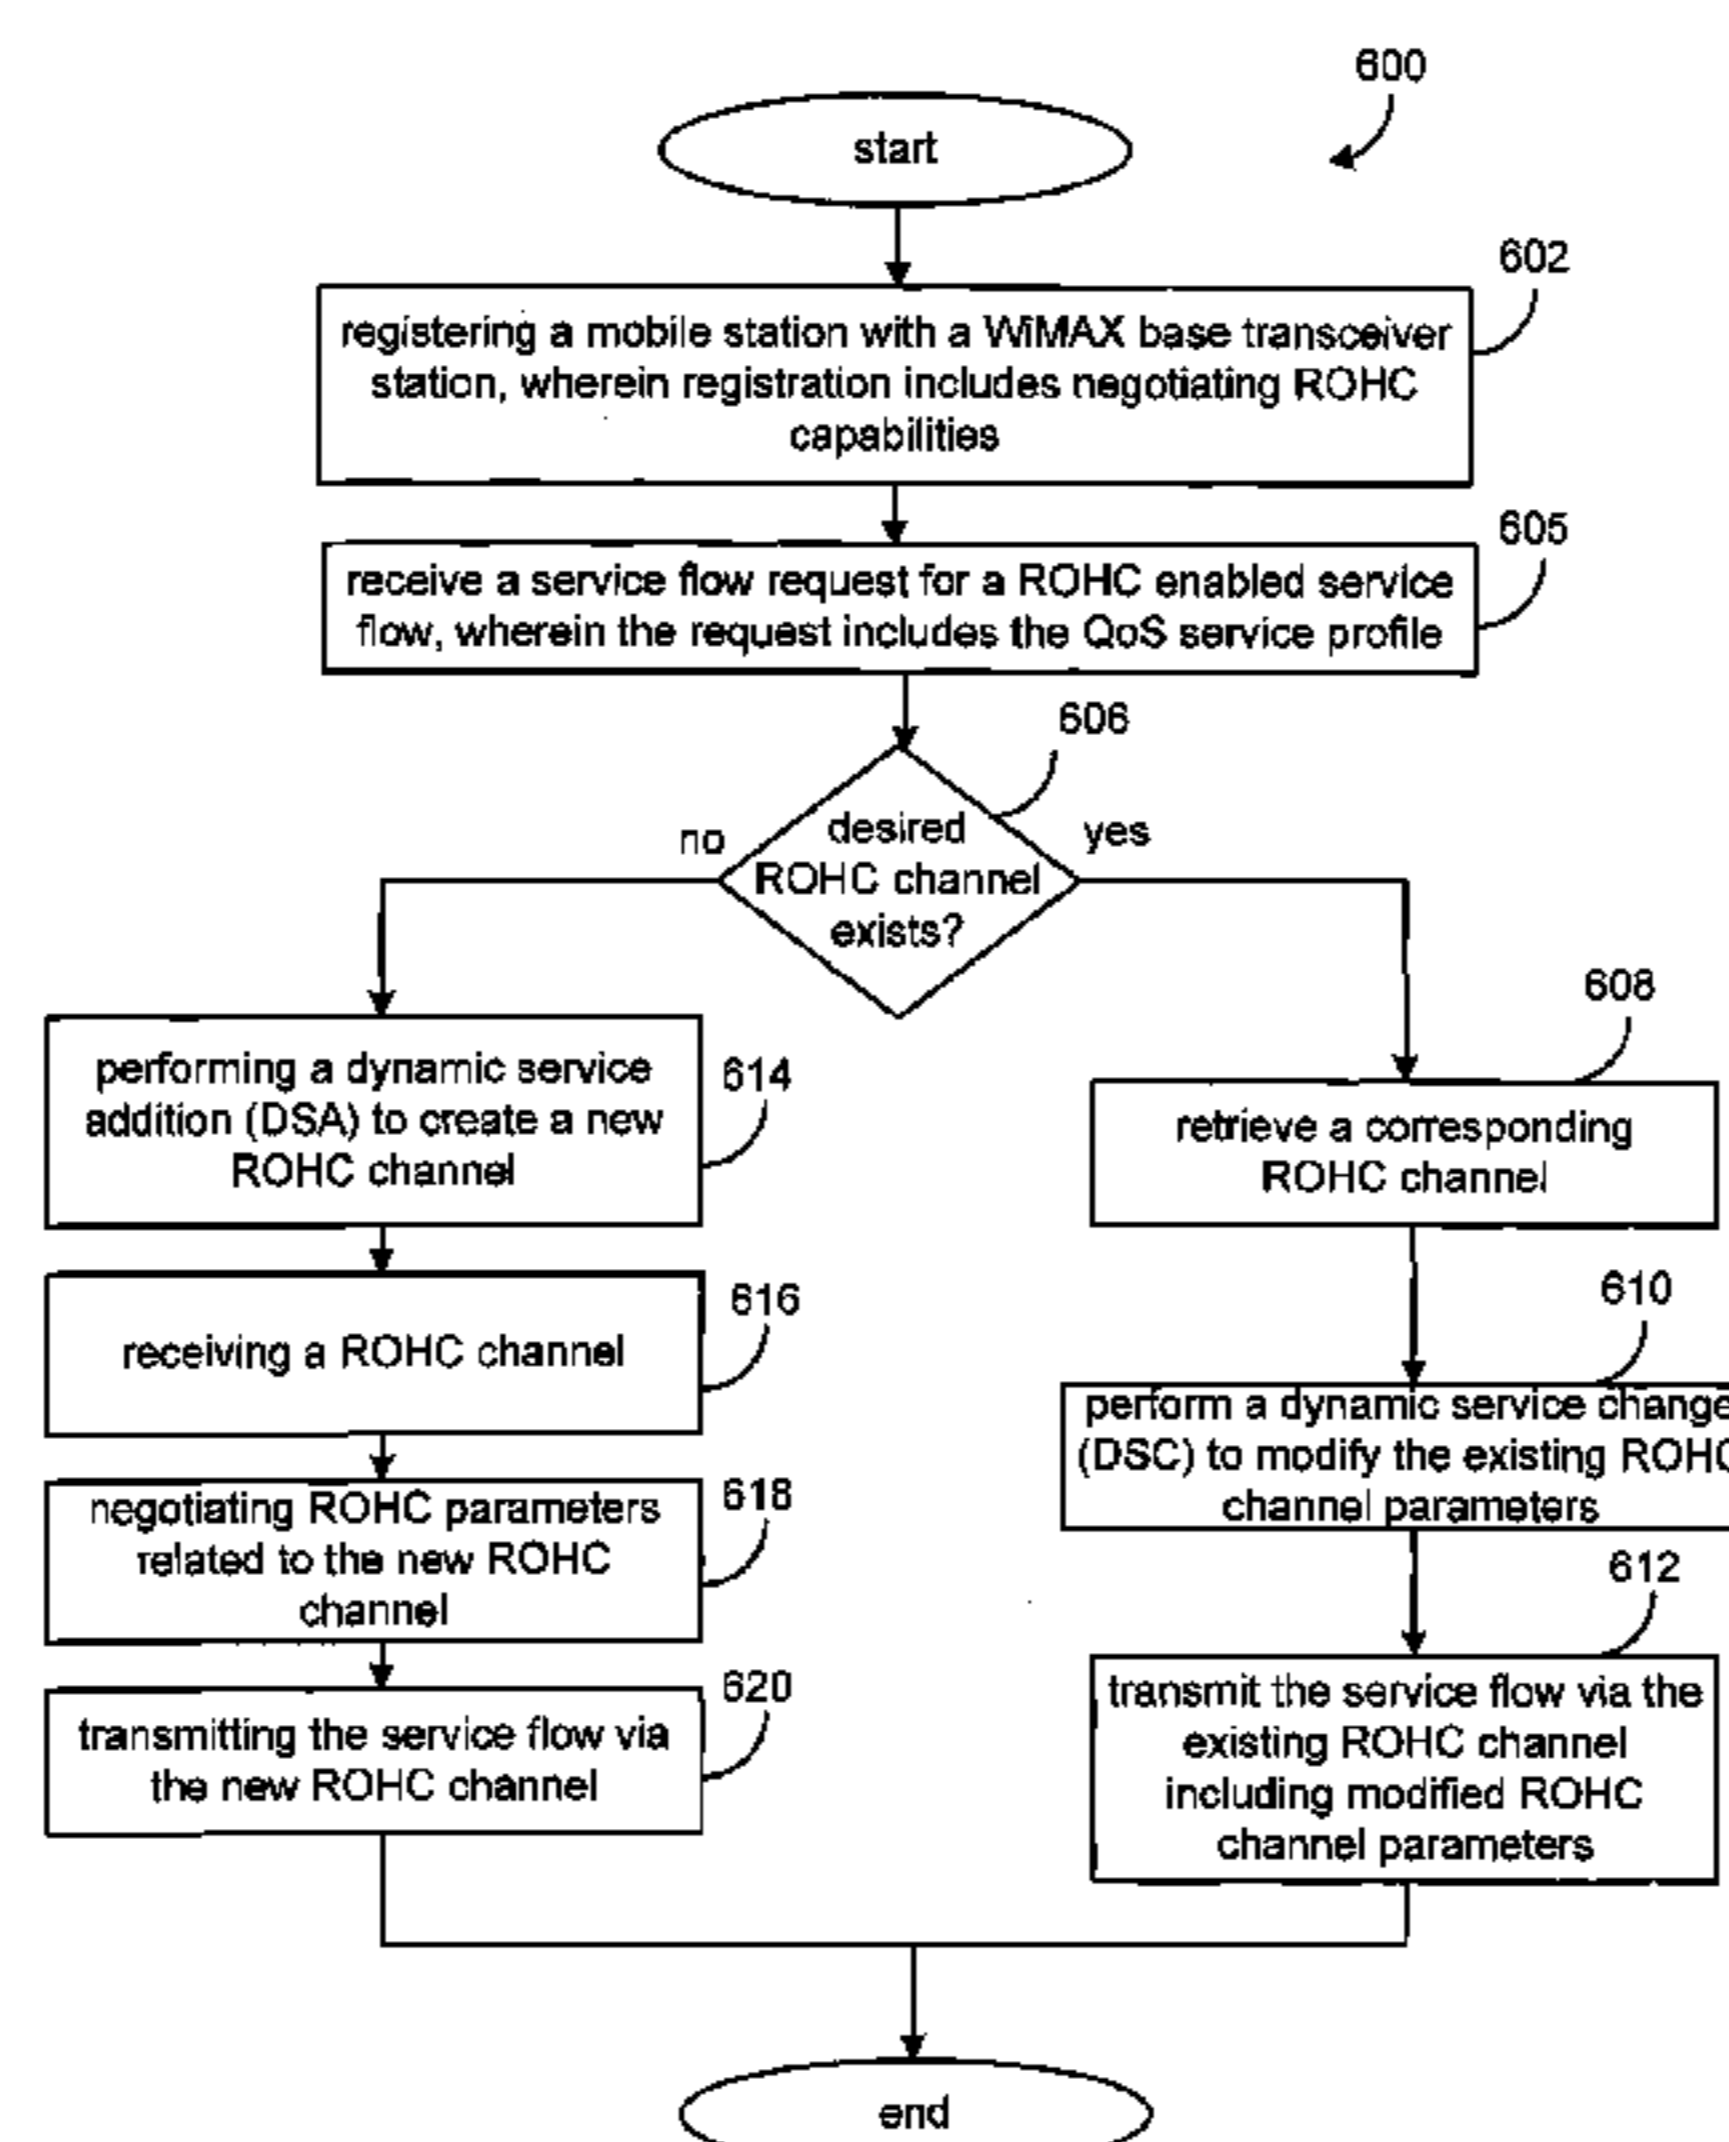 600
start
602
registering a mobile station with a WiMAX base transceiver
station, wherein registration includes negotiating ROHC
capabilities
605
receive a service flow request for a ROHC enabled service
flow, wherein the request includes the QoS service profile
606
no
desired
ROHC channel
exists?
yes
performing a dynamic service
addition (DSA) to create a new
ROHC channel
614
receiving a ROHC channel
616
negotiating ROHC parameters
related to the new ROHC
channel
618
transmitting the service flow via
the new ROHC channel
620
608
retrieve a corresponding
ROHC channel
610
perform a dynamic service change
(DSC) to modify the existing ROHC
channel parameters
612
transmit the service flow via the
existing ROHC channel
including modified ROHC
channel parameters
end